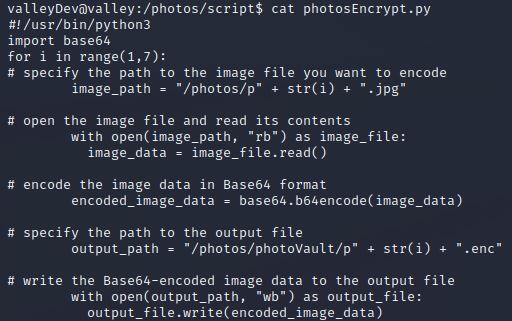 valleyDev@valley:/photos/script$ cat photosEncrypt.py
#!/usr/bin/python3
import base64
for i in range(1,7):
# specify the path to the image file you want to encode
        image_path = "/photos/p" + str(i) + ".jpg"

# open the image file and read its contents
        with open(image_path, "rb") as image_file:
          image_data = image_file.read()

# encode the image data in Base64 format
        encoded_image_data = base64.b64encode(image_data)

# specify the path to the output file
        output_path = "/photos/photoVault/p" + str(i) + ".enc"

# write the Base64-encoded image data to the output file
        with open(output_path, "wb") as output_file:
          output_file.write(encoded_image_data)